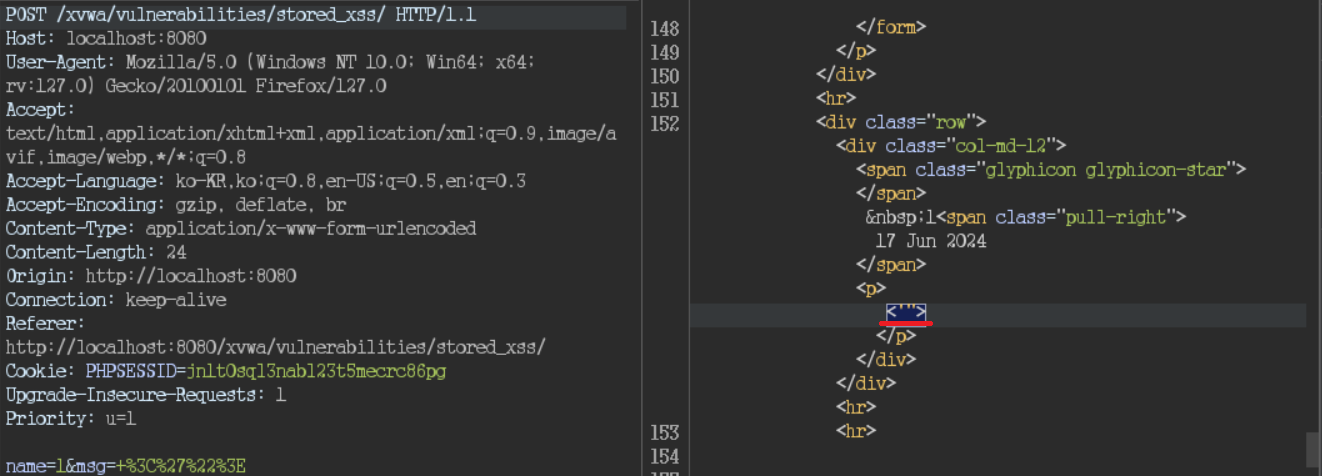 POST /xvwa/vulnerabilities/stored_xss/ HTTP/1.1
Host: localhost:8080
User-Agent: Mozilla/5.0 (Windows NT 10.0; Win64; x64;
rv:127.0) Gecko/20100101 Firefox/127.0
Accept:
text/html,application/xhtml+xml,application/xml;q=0.9,image/a
vif,image/webp,*/*;q=0.8
Accept-Language: ko-KR,ko;q=0.8,en-US;q=0.5,en;q=0.3
Accept-Encoding: gzip, deflate, br
Content-Type: application/x-www-form-urlencoded
Content-Length: 24
Origin: http://localhost:8080
Connection: keep-alive
Referer:
http://localhost:8080/xvwa/vulnerabilities/stored_xss/
Cookie: PHPSESSID=jnlt0sql3nabl23t5mecrc86pg
Upgrade-Insecure-Requests: 1
Priority: u=1
name=1&msg=+%3C%27%22%3E
148 </form>
149 </p>
150 </div>
151 <hr>
152 <div class="row">
<div class="col-md-12">
<span class="glyphicon glyphicon-star">
</span>
&nbsp;1<span class="pull-right">
17 Jun 2024
</span>
<p>
<'">
</p>
</div>
</div>
<hr>
153 <hr>
154